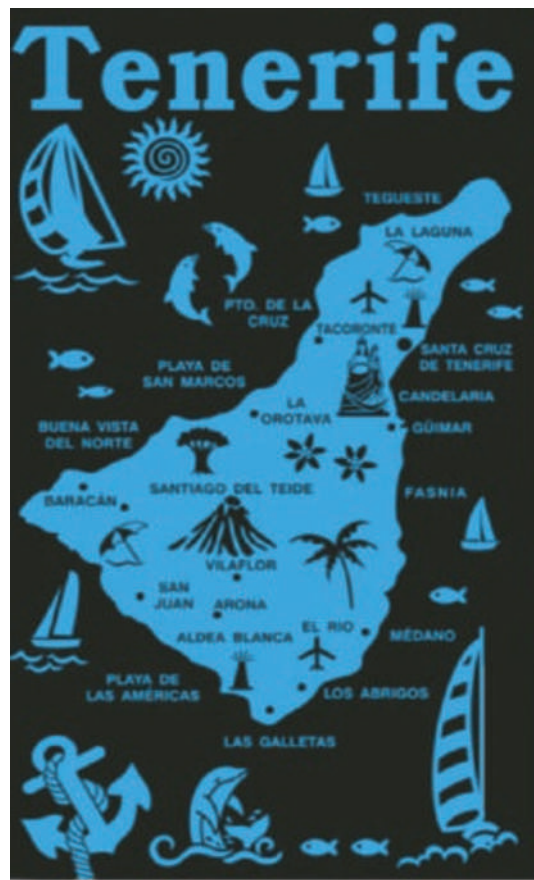 Tenerife
TEGUESTE
LA LAGUNA
PTO. DE LA
CRUZ
TACORONTE
SANTA CRUZ
DE TENERIFE
PLAYA DE
SAN MARCOS
CANDELARIA
LA
OROTAVA
GÜIMAR
BUENA VISTA
DEL NORTE
SANTIAGO DEL TEIDE
FASNIA
BARACÁN
VILAFLOR
SAN
JUAN
ARONA
EL RIO
ALDEA BLANCA
MÉDANO
PLAYA DE
LAS AMÉRICAS
LOS ABRIGOS
LAS GALLETAS